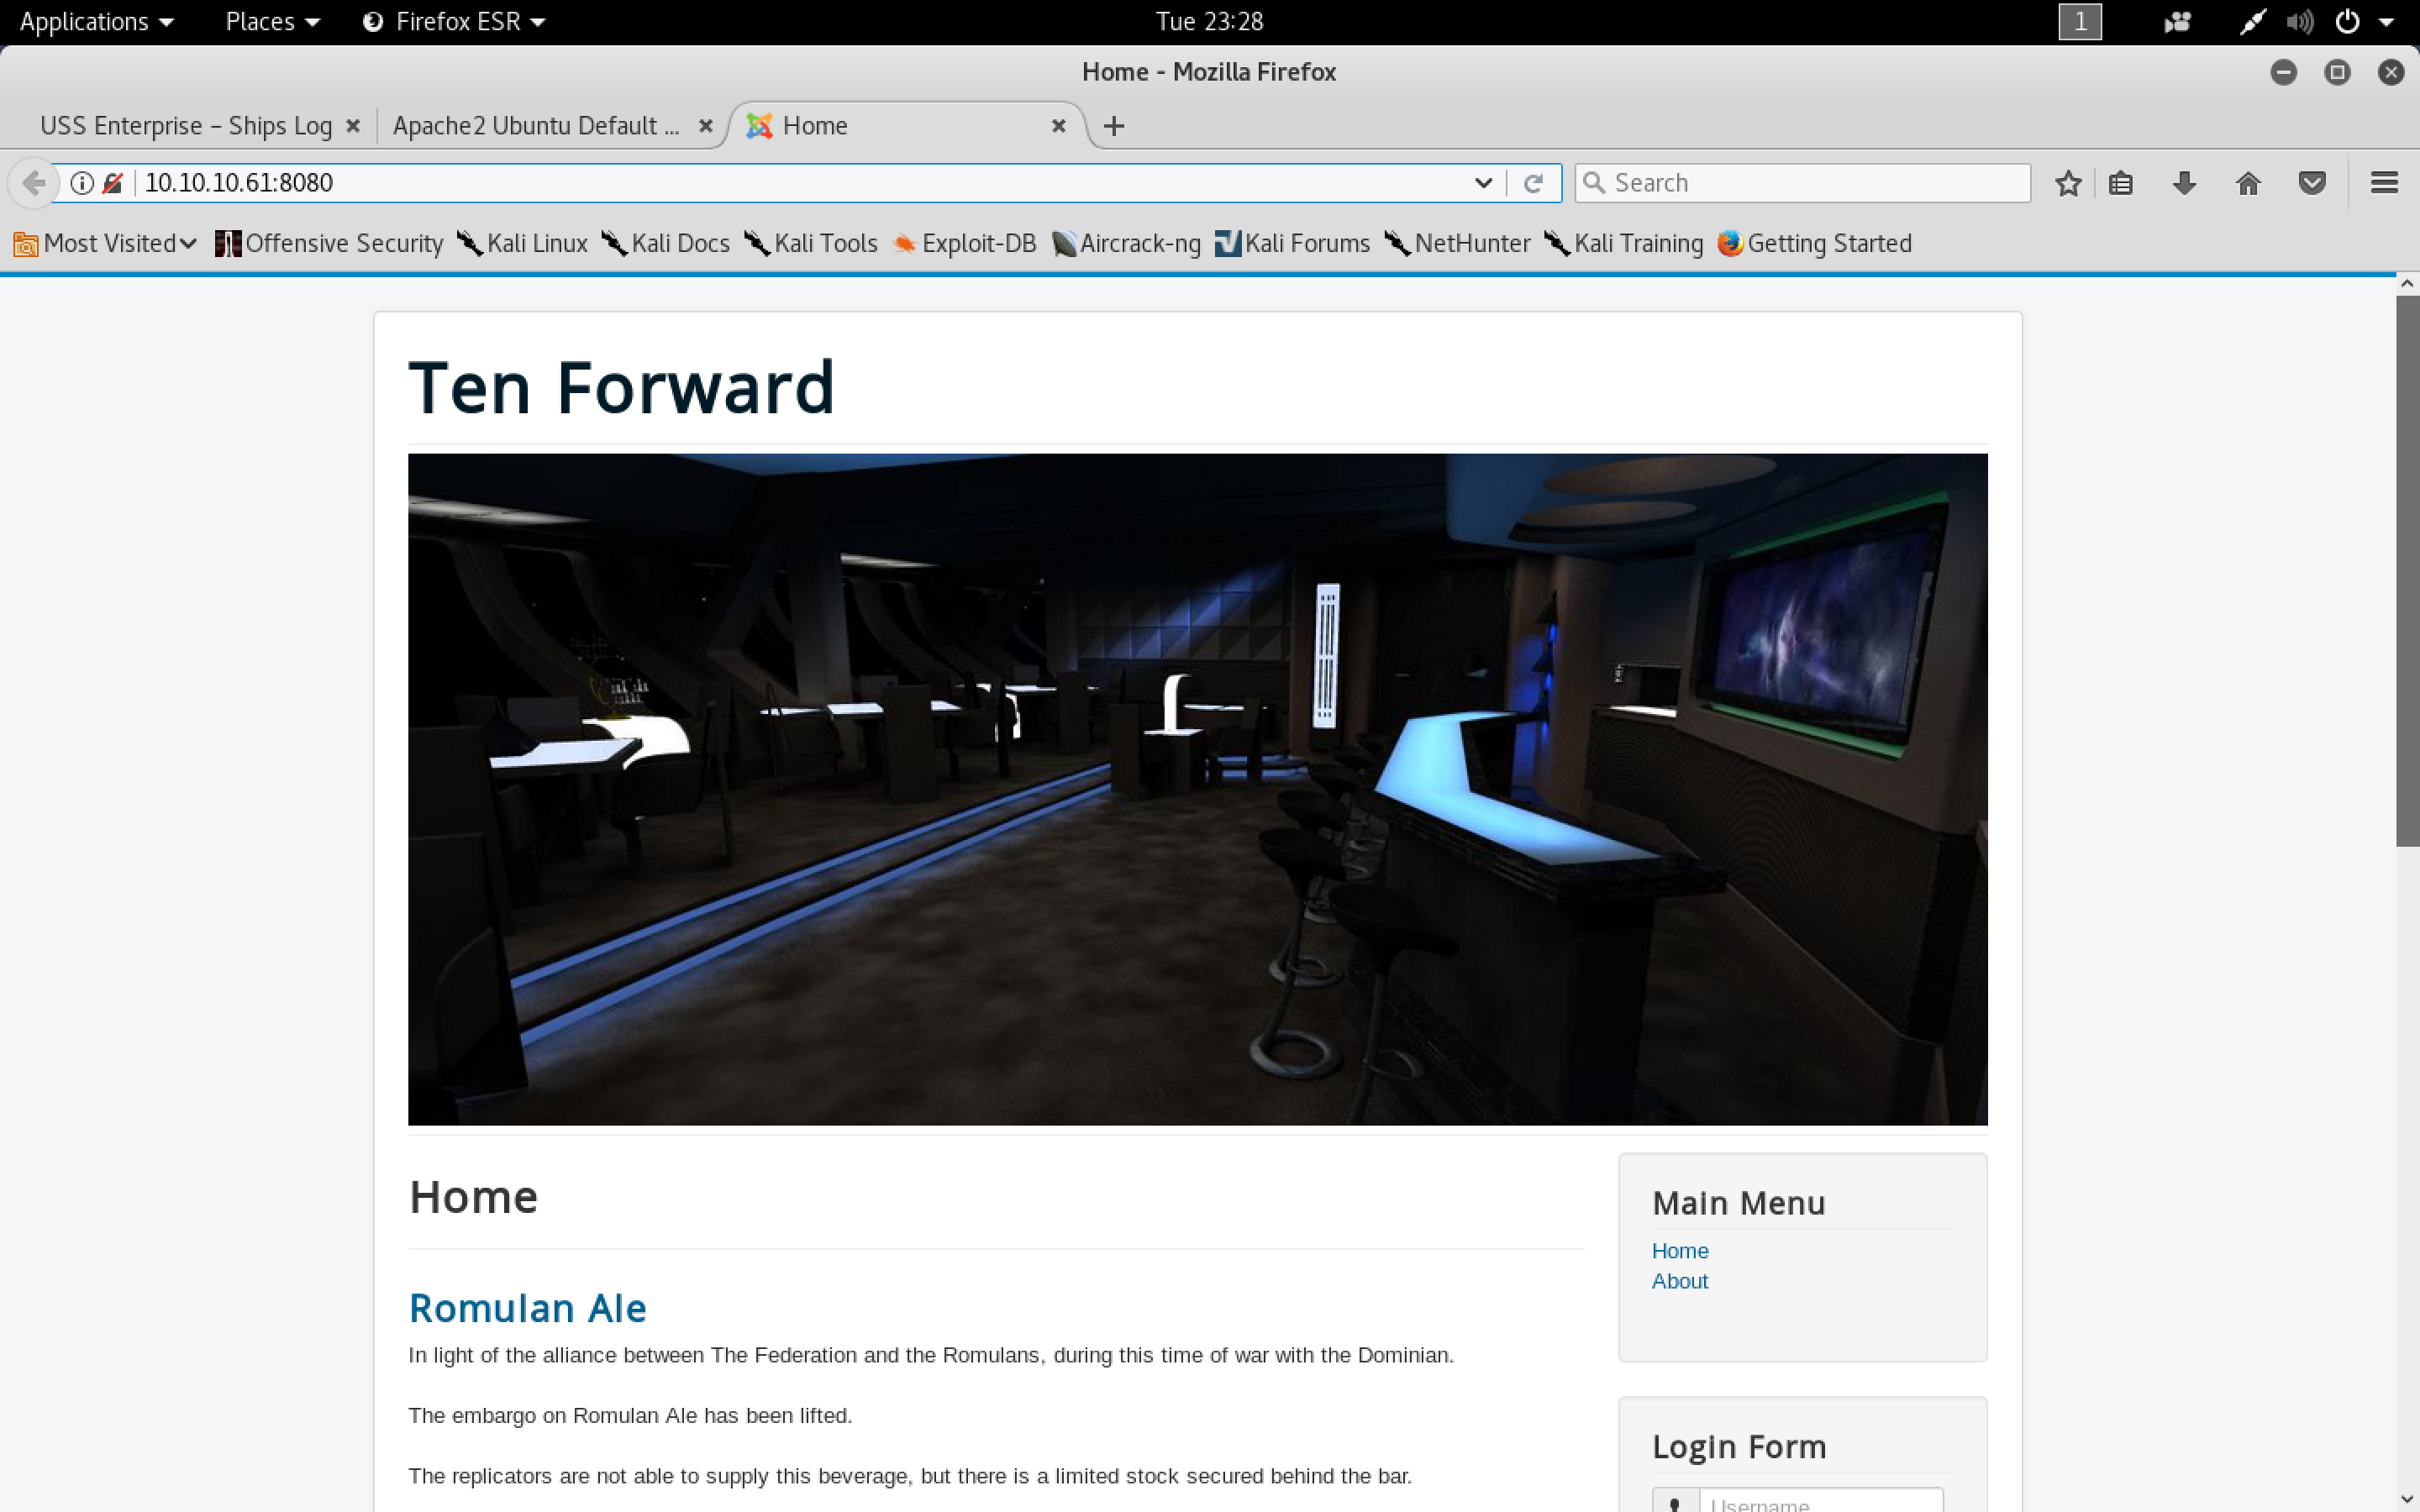 Applications Places Firefox ESR Tue 23:28 1
Home - Mozilla Firefox
USS Enterprise – Ships Log Apache2 Ubuntu Default ... Home
10.10.10.61:8080 Search
Most Visited Offensive Security Kali Linux Kali Docs Kali Tools Exploit-DB Aircrack-ng Kali Forums NetHunter Kali Training Getting Started
Ten Forward
Home
Main Menu
Home
About
Romulan Ale
In light of the alliance between The Federation and the Romulans, during this time of war with the Dominian.
The embargo on Romulan Ale has been lifted.
Login Form
The replicators are not able to supply this beverage, but there is a limited stock secured behind the bar.
Username